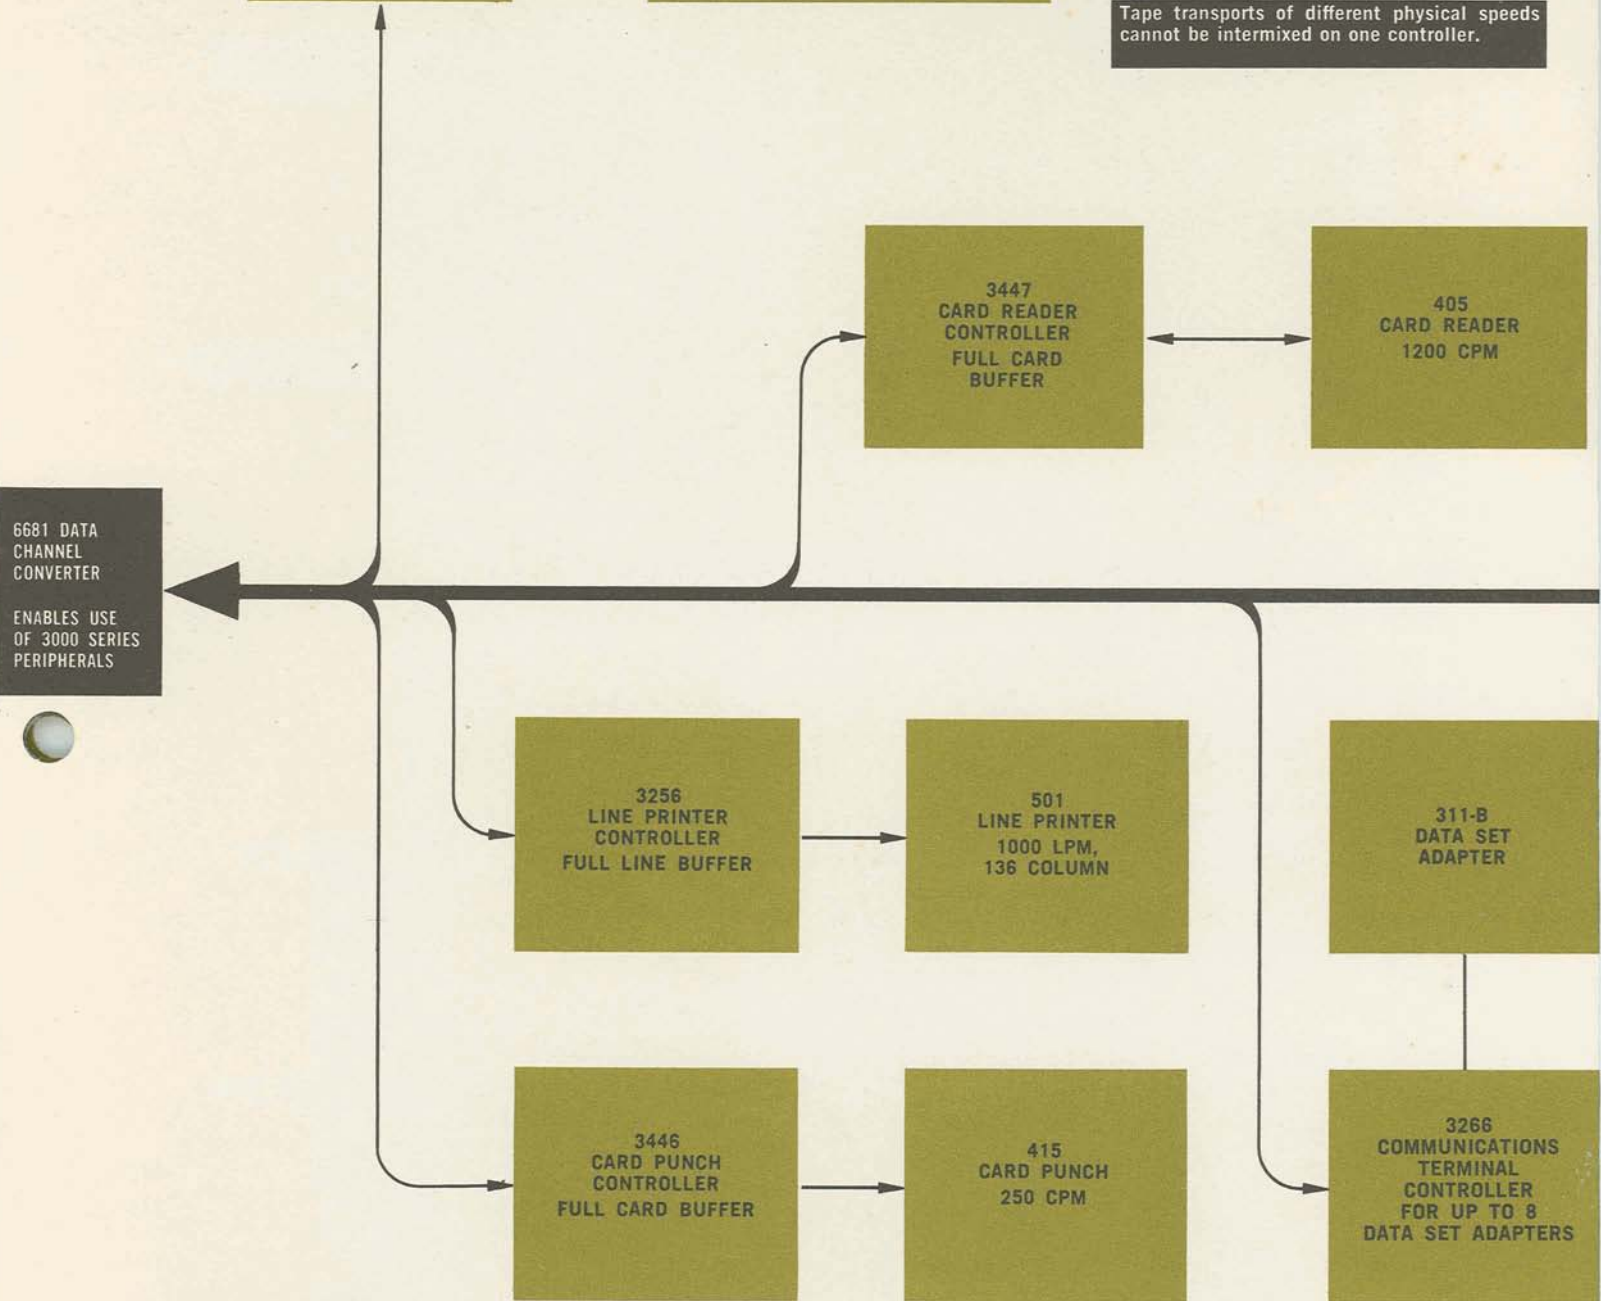 Tape transports of different physical speeds
cannot be intermixed on one controller.
3447
CARD READER
CONTROLLER
FULL CARD
BUFFER
405
CARD READER
1200 CPM
6681 DATA
CHANNEL
CONVERTER
ENABLES USE
OF 3000 SERIES
PERIPHERALS
3256
LINE PRINTER
CONTROLLER
FULL LINE BUFFER
501
LINE PRINTER
1000 LPM,
136 COLUMN
311-B
DATA SET
ADAPTER
3446
CARD PUNCH
CONTROLLER
FULL CARD BUFFER
415
CARD PUNCH
250 CPM
3266
COMMUNICATIONS
TERMINAL
CONTROLLER
FOR UP TO 8
DATA SET ADAPTERS